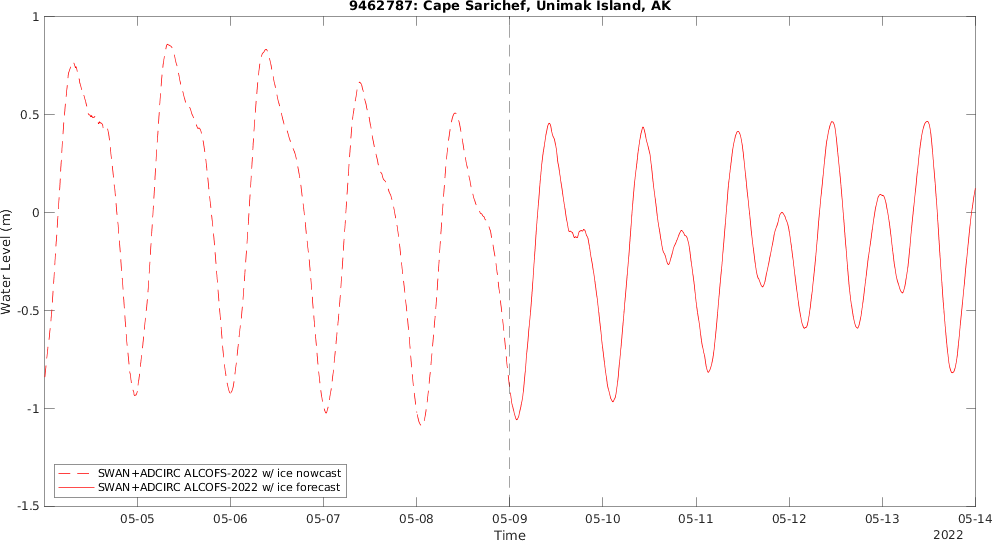 9462787: Cape Sarichef, Unimak Island, AK
1
0.5
0
-0.5
-1
-1.5
Water Level (m)
SWAN+ADCIRC ALCOFS-2022 w/ ice nowcast
SWAN+ADCIRC ALCOFS-2022 w/ ice forecast
05-05 05-06 05-07 05-08 05-09 05-10 05-11 05-12 05-13 05-14
Time
2022